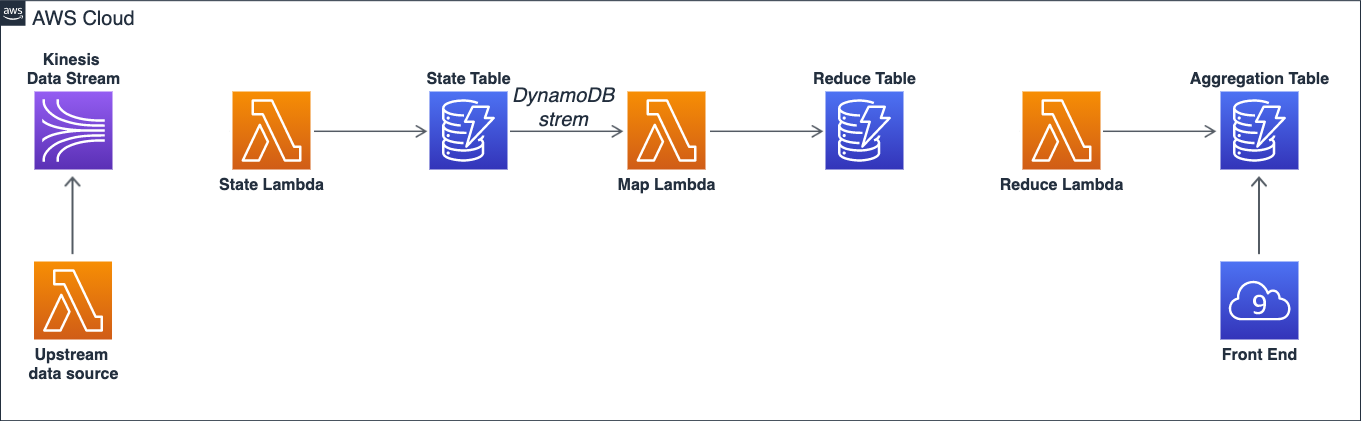 aws
AWS Cloud
Kinesis
Data Stream
State Table
DynamoDB
strem
Reduce Table
Aggregation Table
State Lambda
Map Lambda
Reduce Lambda
9
Upstream
data source
Front End